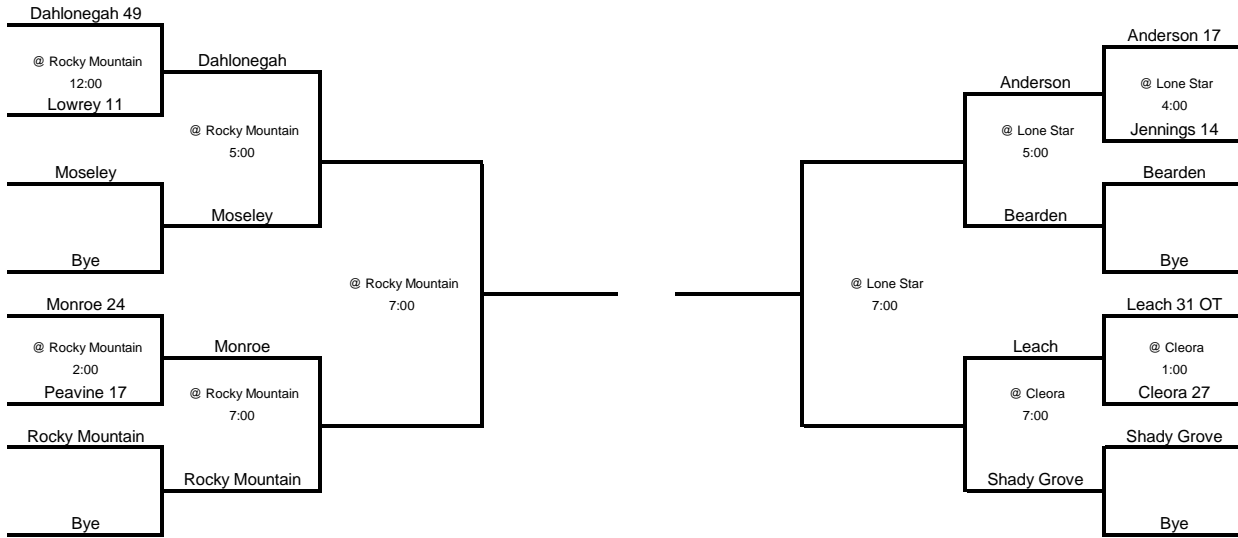 Dahlonegah 49
@ Rocky Mountain
12:00
Lowrey 11
Dahlonegah
@ Rocky Mountain
5:00
Moseley
Moseley
Bye
@ Rocky Mountain
7:00
Monroe 24
@ Rocky Mountain
2:00
Peavine 17
Monroe
@ Rocky Mountain
7:00
Rocky Mountain
Rocky Mountain
Bye
Anderson 17
@ Lone Star
4:00
Jennings 14
Anderson
@ Lone Star
5:00
Bearden
Bearden
Bye
@ Lone Star
7:00
Leach 31 OT
@ Cleora
1:00
Cleora 27
Leach
@ Cleora
7:00
Shady Grove
Shady Grove
Bye